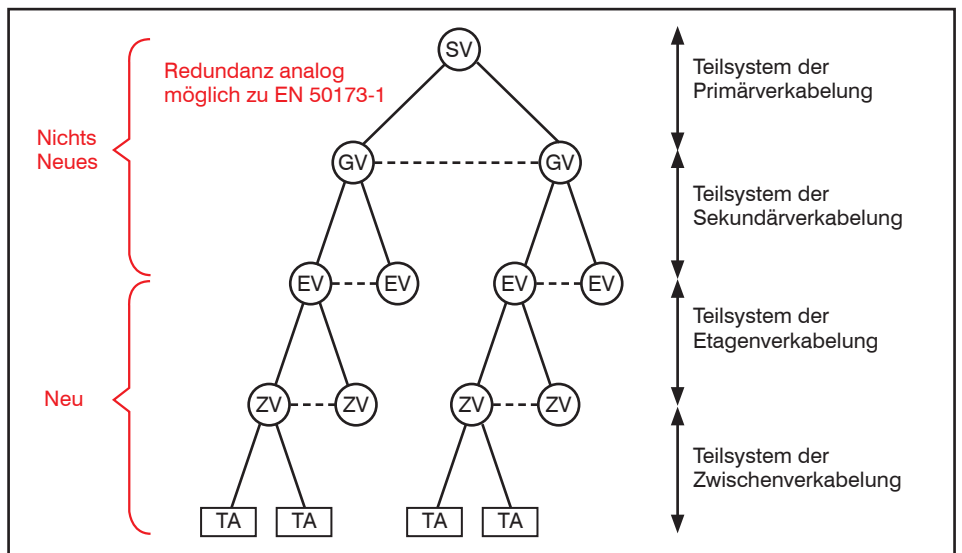 SV
Redundanz analog
möglich zu EN 50173-1
Teilsystem der
Primärverkabelung
Nichts
Neues
GV
GV
Teilsystem der
Sekundärverkabelung
EV
EV
EV
EV
Teilsystem der
Etagenverkabelung
Neu
ZV
ZV
ZV
ZV
Teilsystem der
Zwischenverkabelung
TA
TA
TA
TA